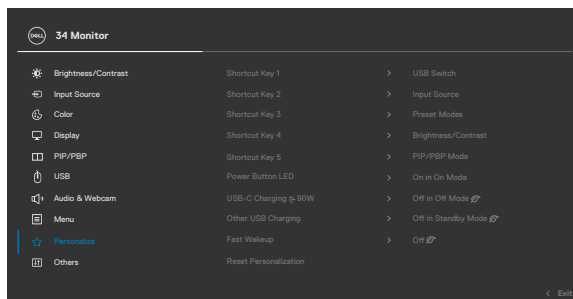 DELL 34 Monitor
Brightness/Contrast Shortcut Key 1 > USB Switch
Input Source Shortcut Key 2 > Input Source
Color Shortcut Key 3 > Preset Modes
Display Shortcut Key 4 > Brightness/Contrast
PIP/PBP Shortcut Key 5 > PIP/PBP Mode
USB Power Button LED > On in On Mode
Audio & Webcam USB-C Charging 90W > Off in Off Mode
Menu Other USB Charging > Off in Standby Mode
Personalize Fast Wakeup > Off
Others Reset Personalization
< Exit